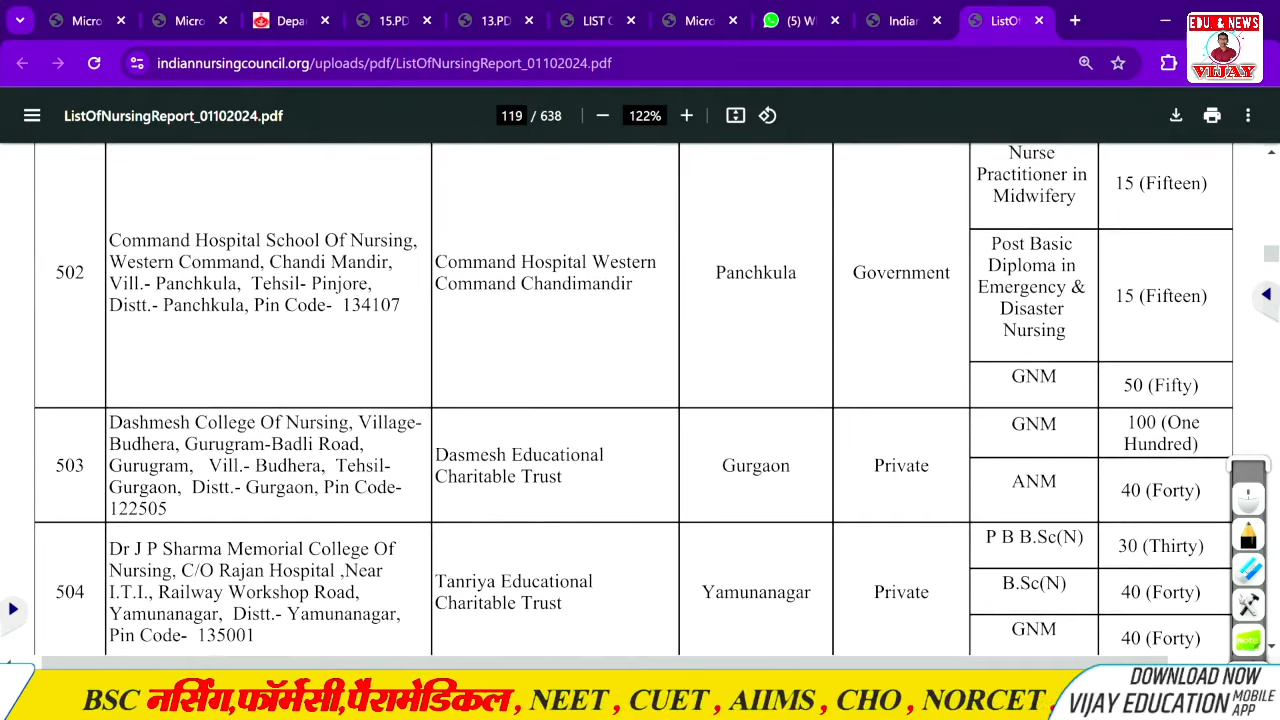 Micro
Micro
Depa
15.PD
13.PD
LIST C
Micro
(5) W
Indian
ListO
EDU. & NEWS
VIJAY
indiannursingcouncil.org/uploads/pdf/ListOfNursingReport_01102024.pdf
ListOfNursingReport_01102024.pdf
119 / 638
122%
Nurse
Practitioner in
Midwifery
15 (Fifteen)
502
Command Hospital School Of Nursing,
Western Command, Chandi Mandir,
Vill.- Panchkula, Tehsil- Pinjore,
Distt.- Panchkula, Pin Code- 134107
Command Hospital Western
Command Chandimandir
Panchkula
Government
Post Basic
Diploma in
Emergency &
Disaster
Nursing
15 (Fifteen)
GNM
50 (Fifty)
503
Dashmesh College Of Nursing, Village-
Budhera, Gurugram-Badli Road,
Gurugram, Vill.- Budhera, Tehsil-
Gurgaon, Distt.- Gurgaon, Pin Code-
122505
Dasmesh Educational
Charitable Trust
Gurgaon
Private
GNM
100 (One
Hundred)
ANM
40 (Forty)
504
Dr J P Sharma Memorial College Of
Nursing, C/O Rajan Hospital ,Near
I.T.I., Railway Workshop Road,
Yamunanagar, Distt.- Yamunanagar,
Pin Code- 135001
Tanriya Educational
Charitable Trust
Yamunanagar
Private
P B B.Sc(N)
30 (Thirty)
B.Sc(N)
40 (Forty)
GNM
40 (Forty)
BSC नर्सिंग,फॉर्मेसी,पैरामेडिकल, NEET, CUET, AIIMS, CHO, NORCET,
DOWNLOAD NOW
VIJAY EDUCATION MOBILE APP